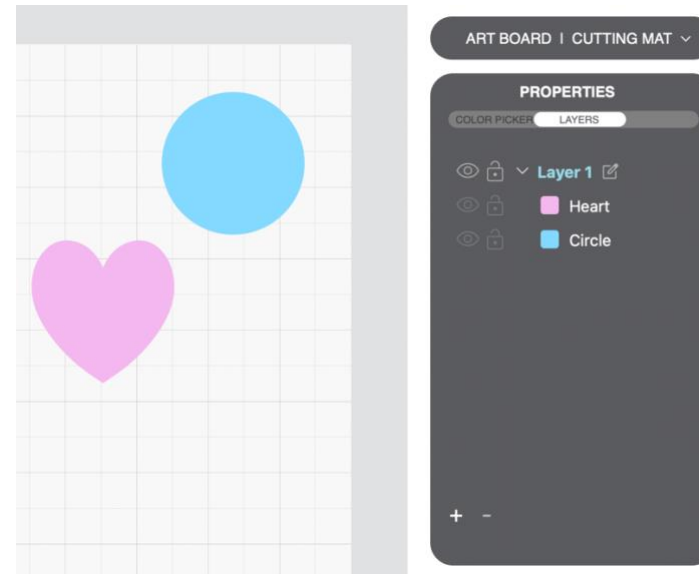 ART BOARD | CUTTING MAT
PROPERTIES
COLOR PICKER LAYERS
Layer 1
Heart
Circle
+ -